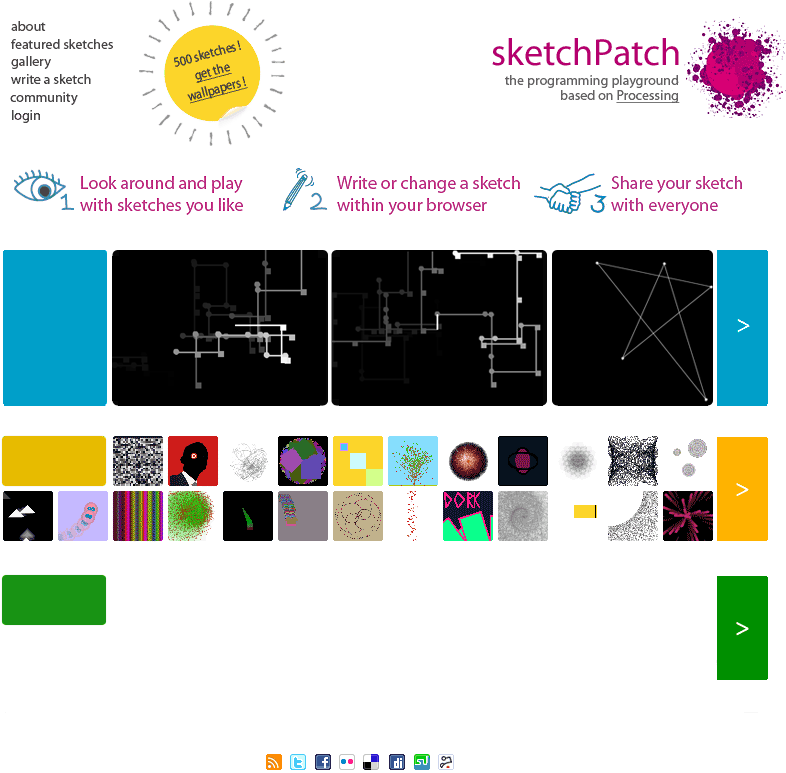 about
featured sketches
gallery
write a sketch
community
login
500 sketches !
get the
wallpapers !
sketchPatch
the programming playground
based on Processing
1
Look around and play
with sketches you like
2
Write or change a sketch
within your browser
3
Share your sketch
with everyone
>
>
DORK
>